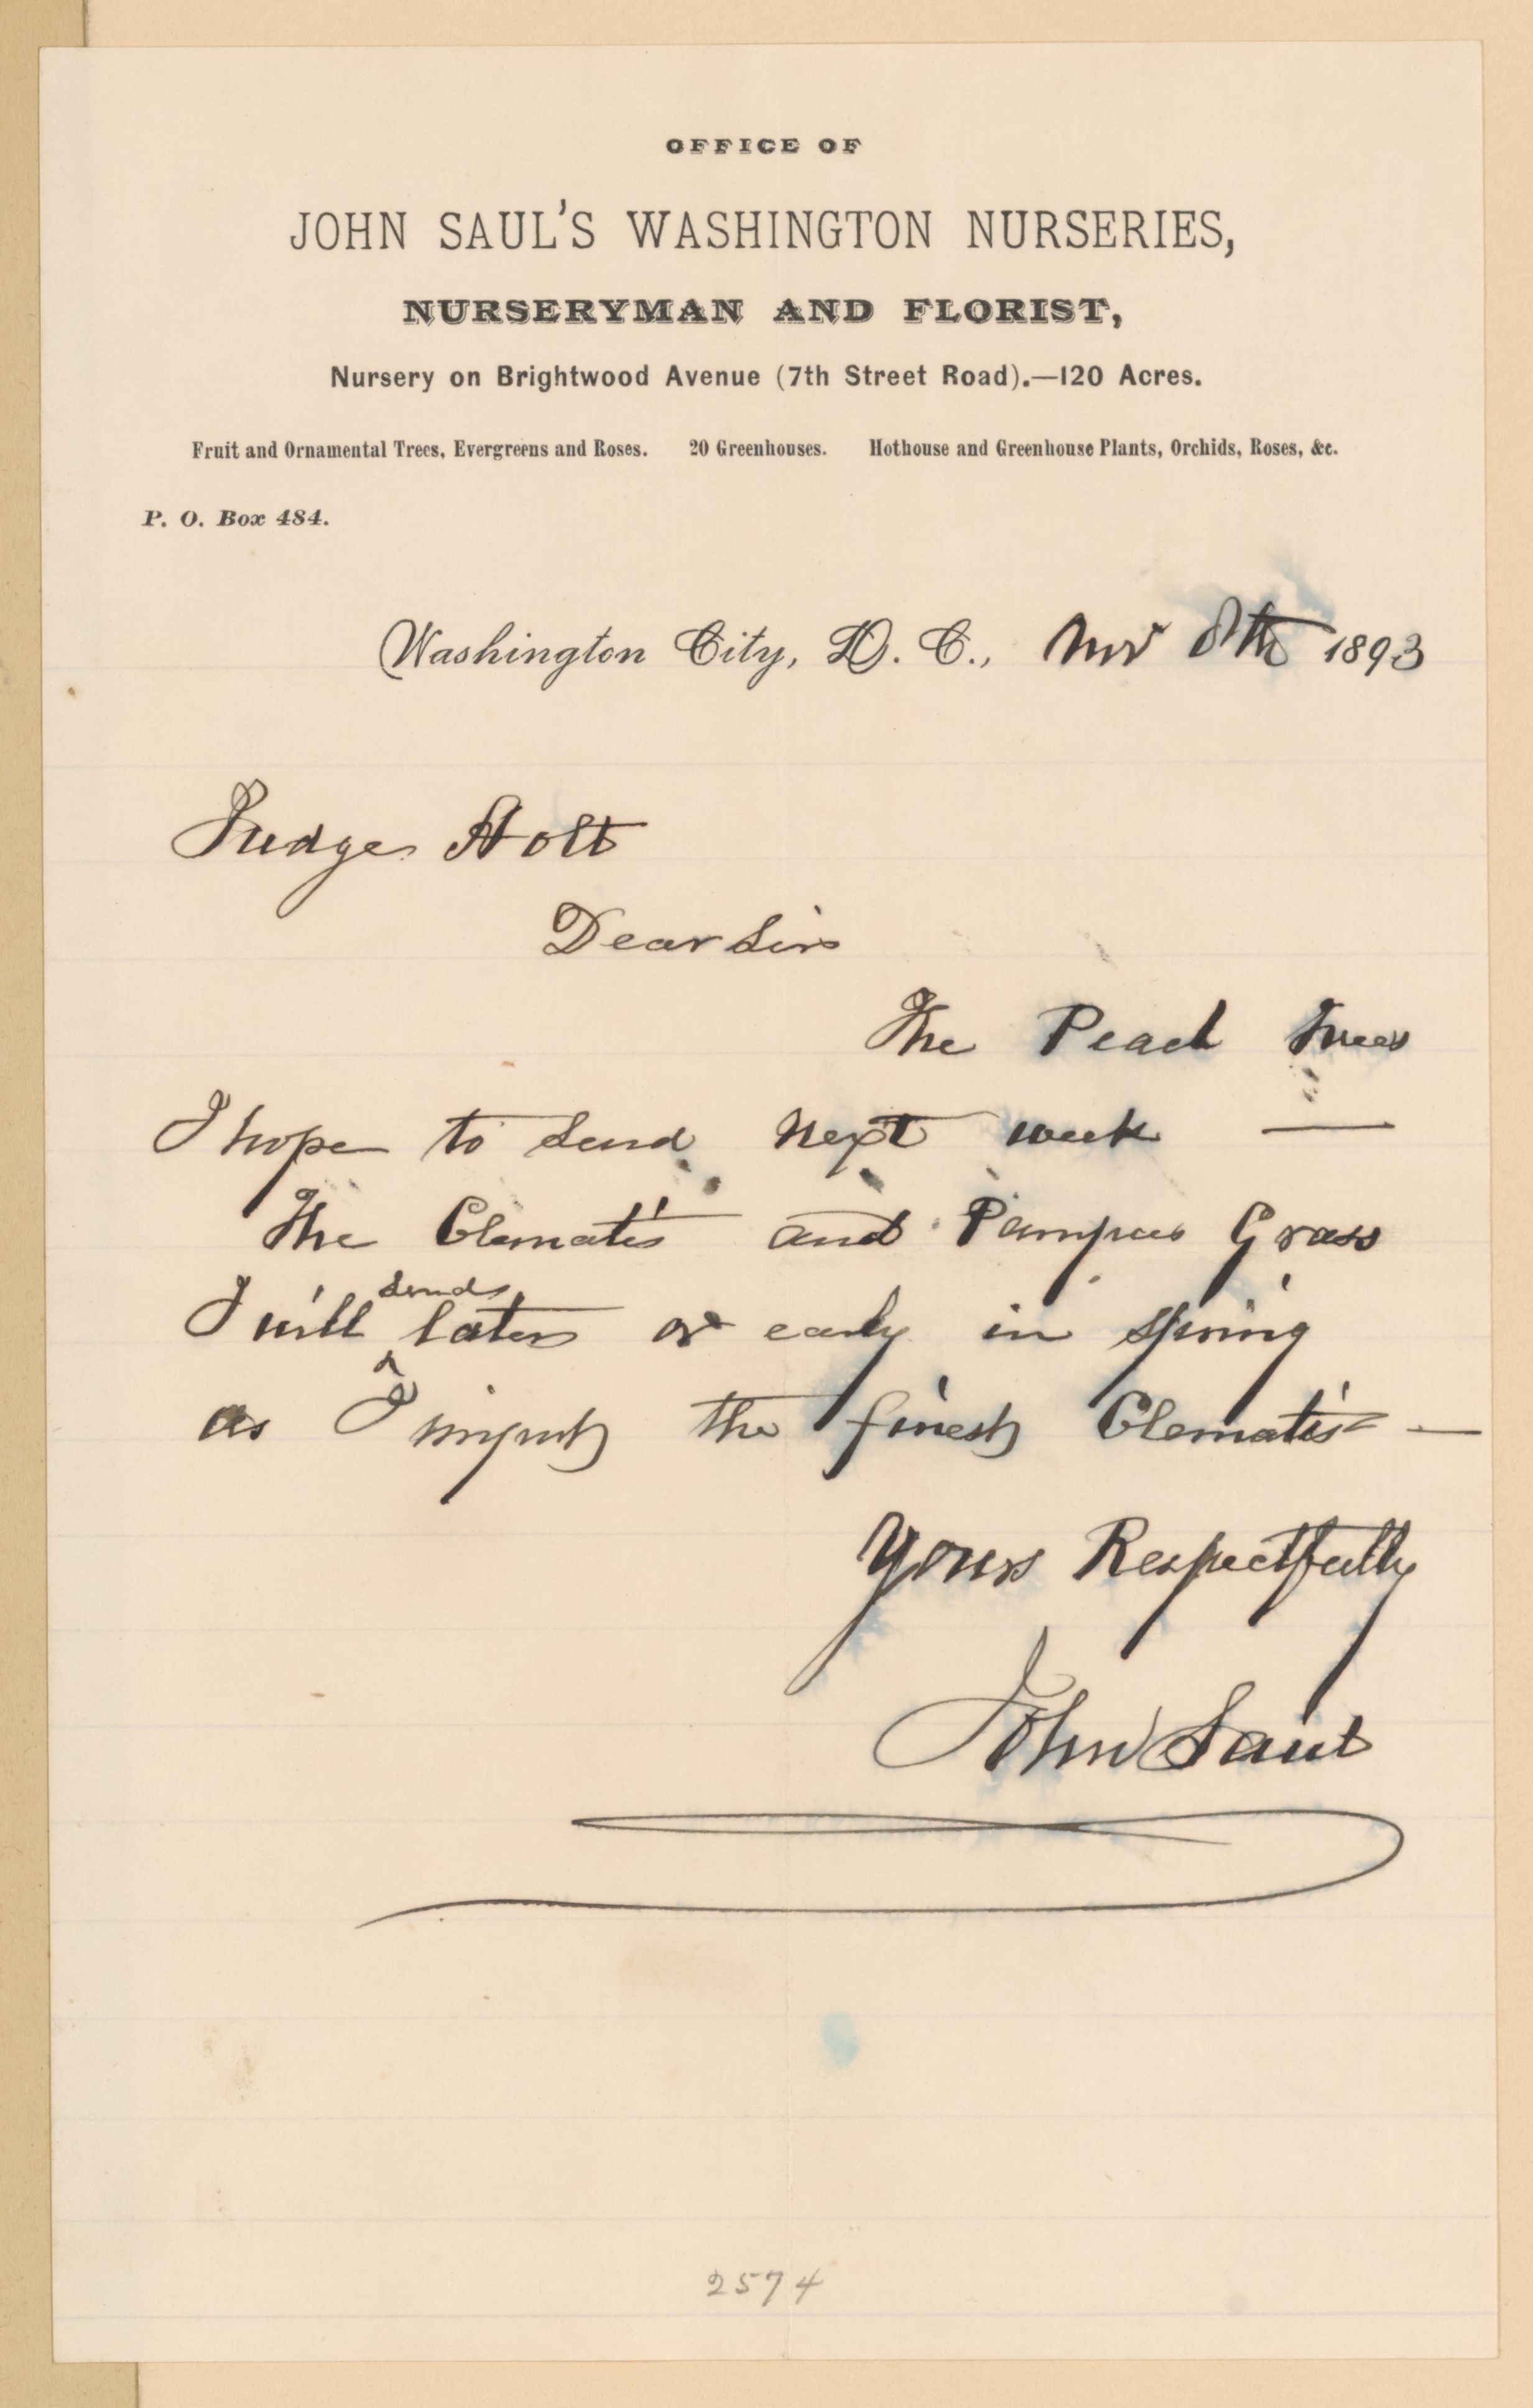 OFFICE OF
JOHN SAUL'S WASHINGTON NURSERIES,
NURSERYMAN AND FLORIST,
Nursery on Brightwood Avenue (7th Street Road).—120 Acres.
Fruit and Ornamental Trees, Evergreens and Roses. 20 Greenhouses. Hothouse and Greenhouse Plants, Orchids, Roses, &c.
P. O. Box 484.
Washington City, D. C., Nov 8th 1893
Judge Holt
Dear Sir
The Peach Trees
I hope to send next week —
The Clematis and Pampas Grass
send
I will ^ later or early in spring
as I import the finest Clematis —
Yours Respectfully
John Saul
2574